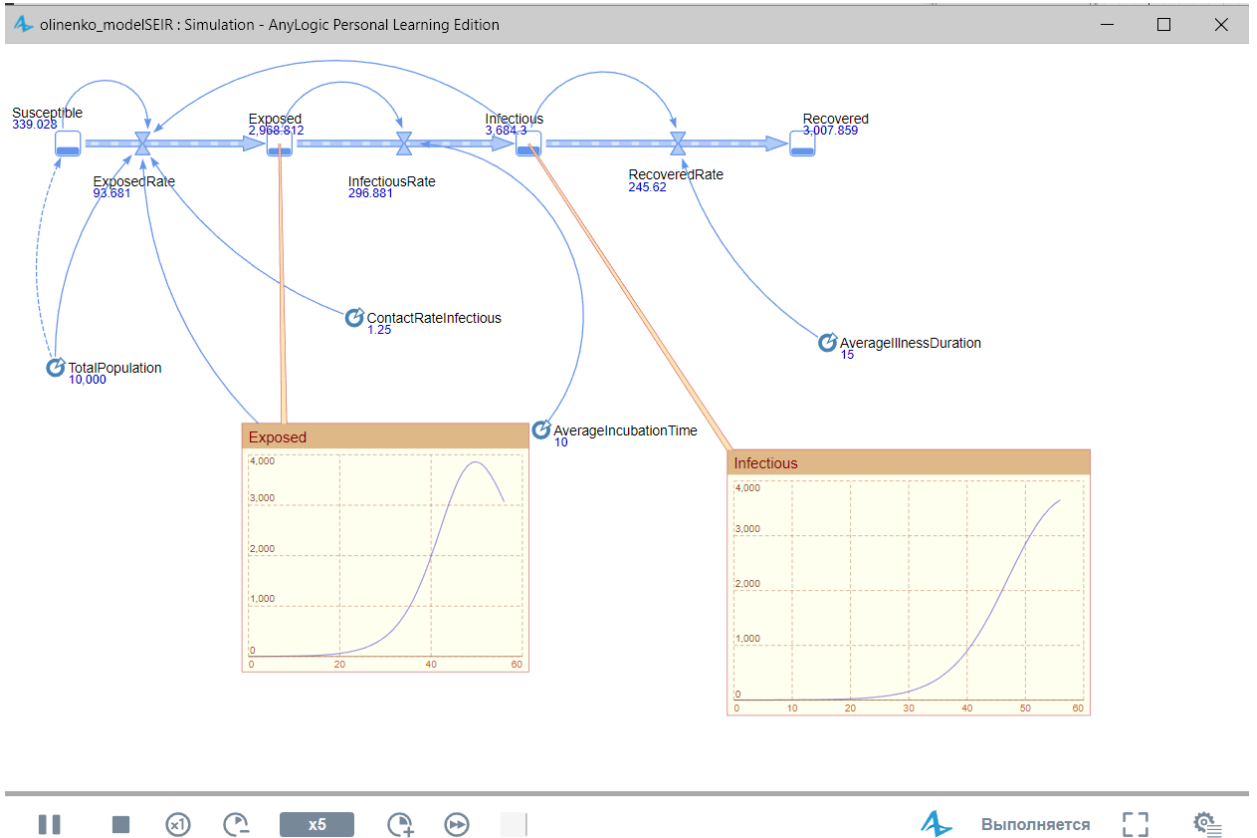 olinenko_modelSEIR : Simulation - AnyLogic Personal Learning Edition
Susceptible
339.028
Exposed
2,968.812
Infectious
3,684.3
Recovered
3,007.859
ExposedRate
93.681
InfectiousRate
296.881
RecoveredRate
245.62
ContactRateInfectious
1.25
AverageIllnessDuration
15
TotalPopulation
10,000
AverageIncubationTime
10
Exposed
4,000
3,000
2,000
1,000
0
0 20 40 60
Infectious
4,000
3,000
2,000
1,000
0
0 10 20 30 40 50 60
x1
x5
Выполняется